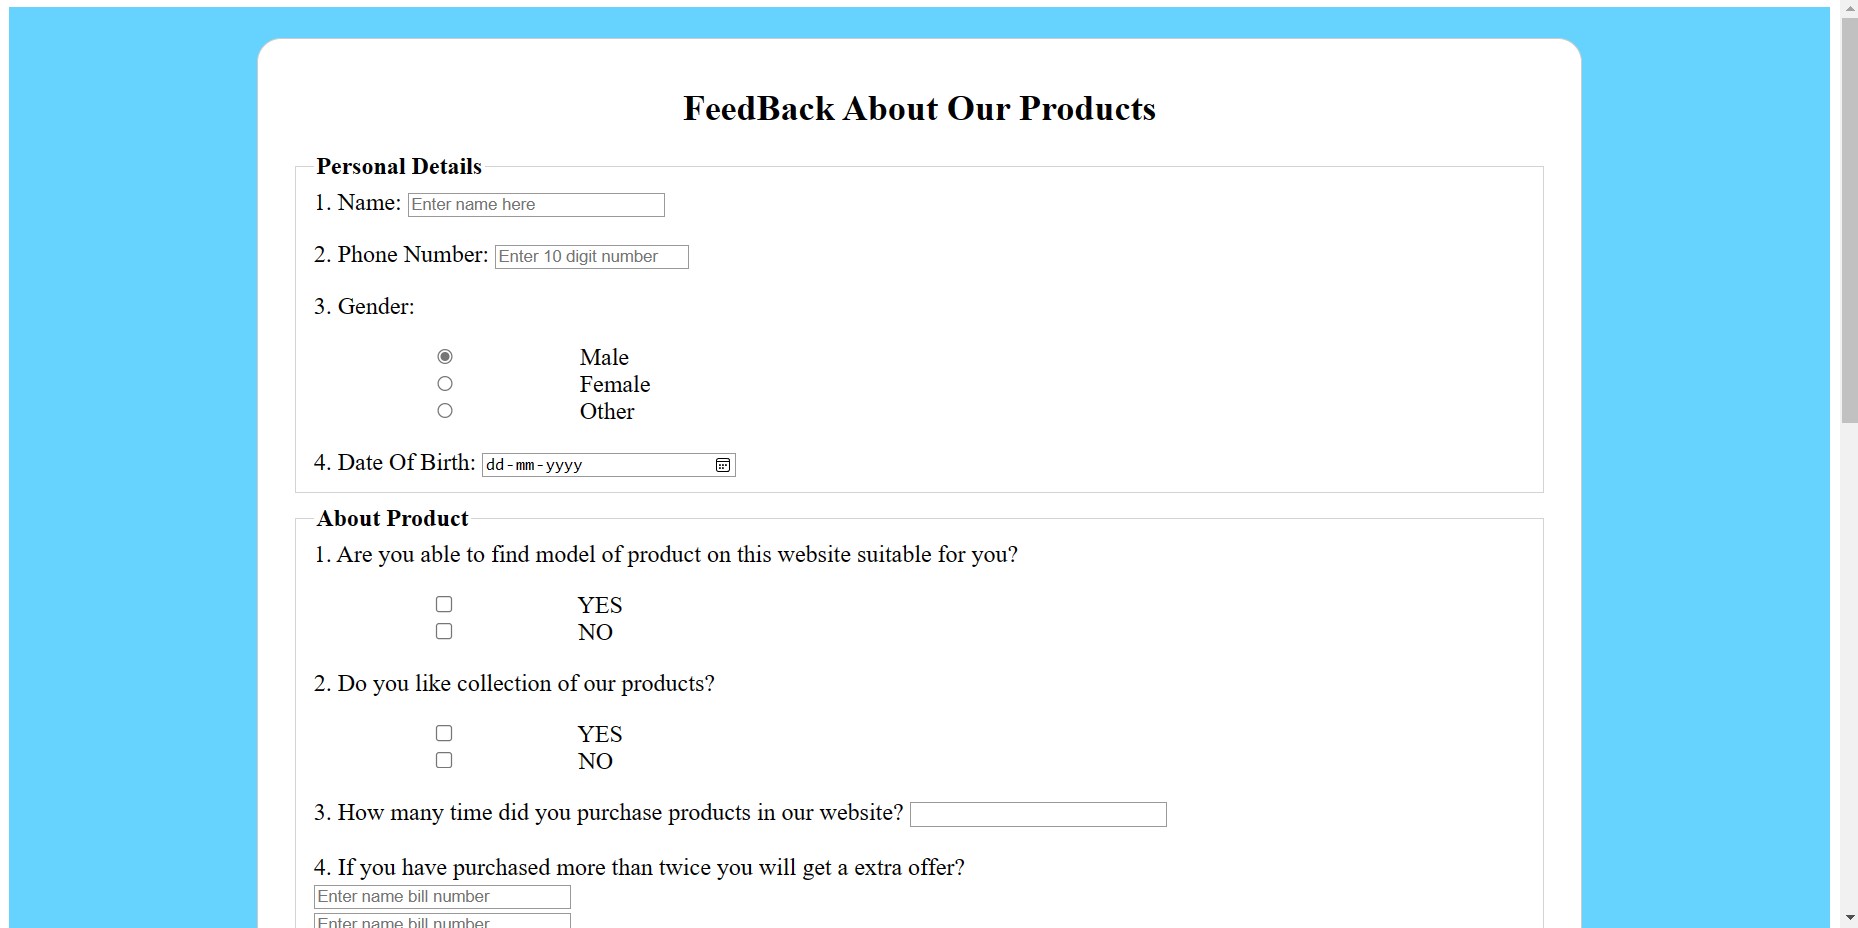 FeedBack About Our Products
Personal Details
1. Name: Enter name here
2. Phone Number: Enter 10 digit number
3. Gender:
Male
Female
Other
4. Date Of Birth: dd-mm-yyyy
About Product
1. Are you able to find model of product on this website suitable for you?
YES
NO
2. Do you like collection of our products?
YES
NO
3. How many time did you purchase products in our website?
4. If you have purchased more than twice you will get a extra offer?
Enter name bill number
Enter name bill number